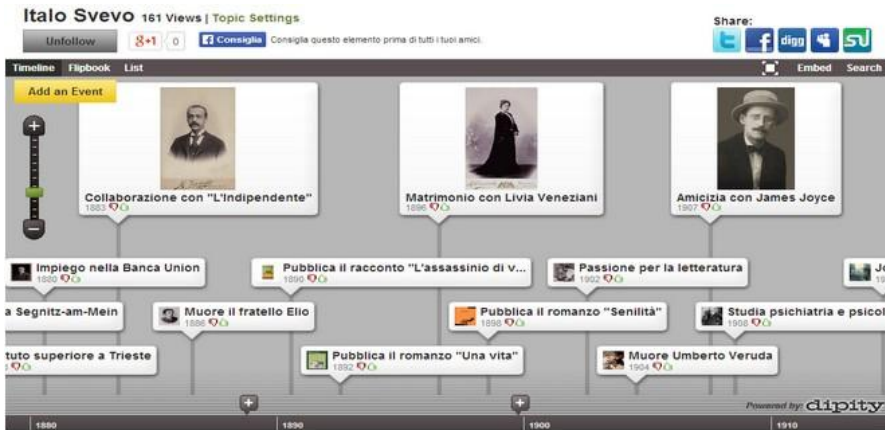 Italo Svevo 161 Views | Topic Settings
Share:
Unfollow
g+1 0
f Consiglia Consiglia questo elemento prima di tutti i tuoi amici.
digg
Timeline Flipbook List
Embed Search
Add an Event
Collaborazione con "L'Indipendente"
1883
Matrimonio con Livia Veneziani
1896
Amicizia con James Joyce
1907
Impiego nella Banca Union
1880
Pubblica il racconto "L'assassinio di v...
1890
Passione per la letteratura
1902
a Segnitz-am-Mein
Muore il fratello Elio
1886
Pubblica il romanzo "Senilità"
1898
Studia psichiatria e psicol
1908
tuto superiore a Trieste
Pubblica il romanzo "Una vita"
1892
Muore Umberto Veruda
1904
Powered by: dipity
1880 1890 1900 1910